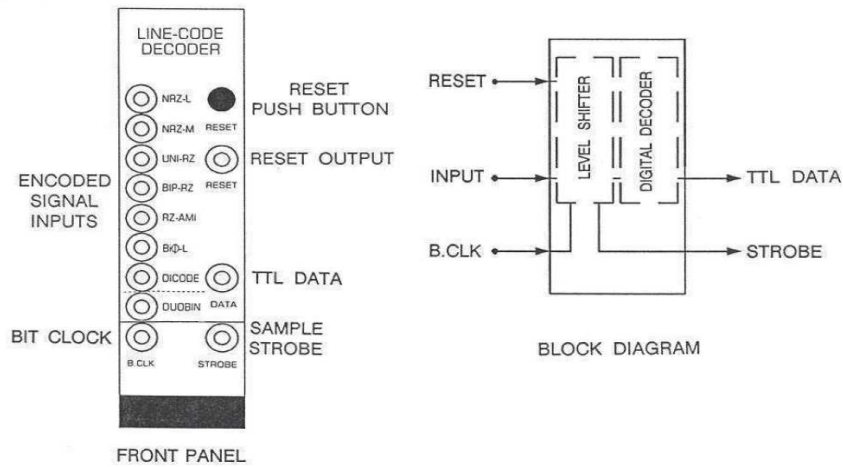 LINE-CODE
DECODER
NRZ-L
NRZ-M
UNI-RZ
BIP-RZ
RZ-AMI
BiΦ-L
DICODE
DUOBIN
B.CLK
RESET
RESET
DATA
STROBE
ENCODED
SIGNAL
INPUTS
BIT CLOCK
RESET
PUSH BUTTON
RESET OUTPUT
TTL DATA
SAMPLE
STROBE
FRONT PANEL
RESET
INPUT
B.CLK
LEVEL SHIFTER
DIGITAL DECODER
TTL DATA
STROBE
BLOCK DIAGRAM